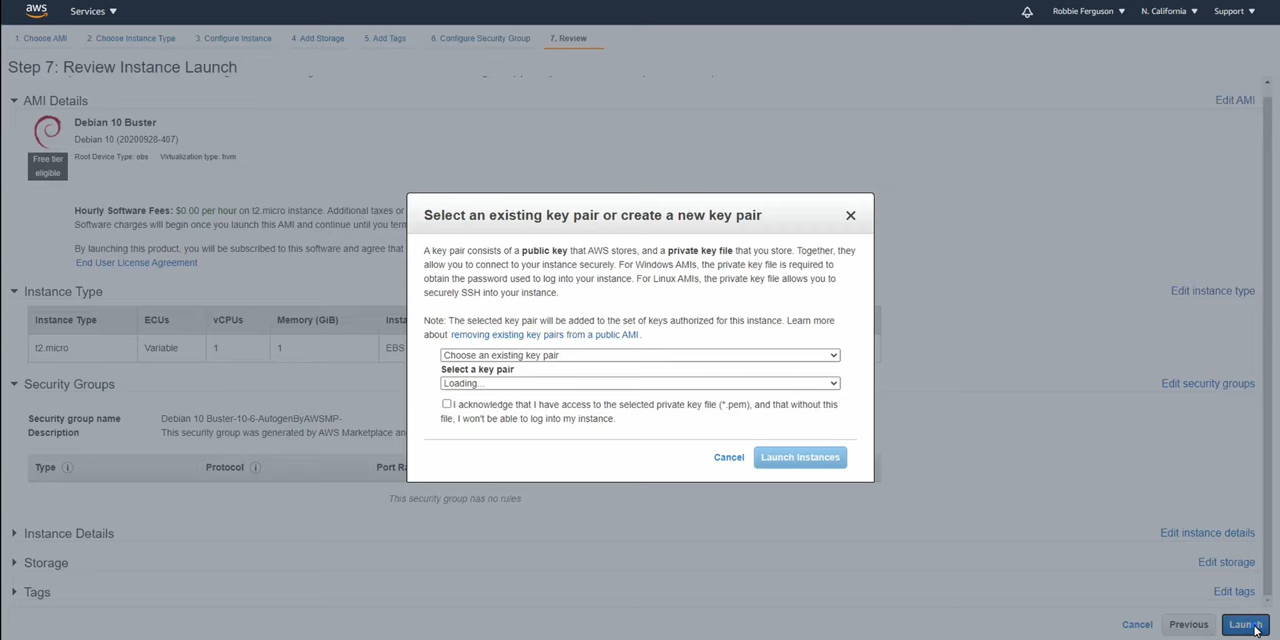 aws Services Robbie Ferguson N. California Support
1. Choose AMI 2. Choose Instance Type 3. Configure Instance 4. Add Storage 5. Add Tags 6. Configure Security Group 7. Review
Step 7: Review Instance Launch
AMI Details Edit AMI
Debian 10 Buster
Debian 10 (20200928-407)
Root Device Type: ebs Virtualization type: hvm
Free tier
eligible
Hourly Software Fees: $0.00 per hour on t2.micro instance. Additional taxes or
Software charges will begin once you launch this AMI and continue until you
By launching this product, you will be subscribed to this software and agree that
End User License Agreement
Instance Type Edit instance type
Instance Type ECUs vCPUs Memory (GiB)
t2.micro Variable 1 1 EBS
Security Groups Edit security groups
Security group name Debian 10 Buster-10-6-AutogenByAWSMP-
Description This security group was generated by AWS Marketplace
Type i Protocol i Port
This security group has no rules
Instance Details Edit instance details
Storage Edit storage
Tags Edit tags
Cancel Previous Launch
Select an existing key pair or create a new key pair
A key pair consists of a public key that AWS stores, and a private key file that you store. Together, they
allow you to connect to your instance securely. For Windows AMIs, the private key file is required to
obtain the password used to log into your instance. For Linux AMIs, the private key file allows you to
securely SSH into your instance.
Note: The selected key pair will be added to the set of keys authorized for this instance. Learn more
about removing existing key pairs from a public AMI.
Choose an existing key pair
Select a key pair
Loading...
I acknowledge that I have access to the selected private key file (*.pem), and that without this
file, I won't be able to log into my instance.
Cancel Launch Instances